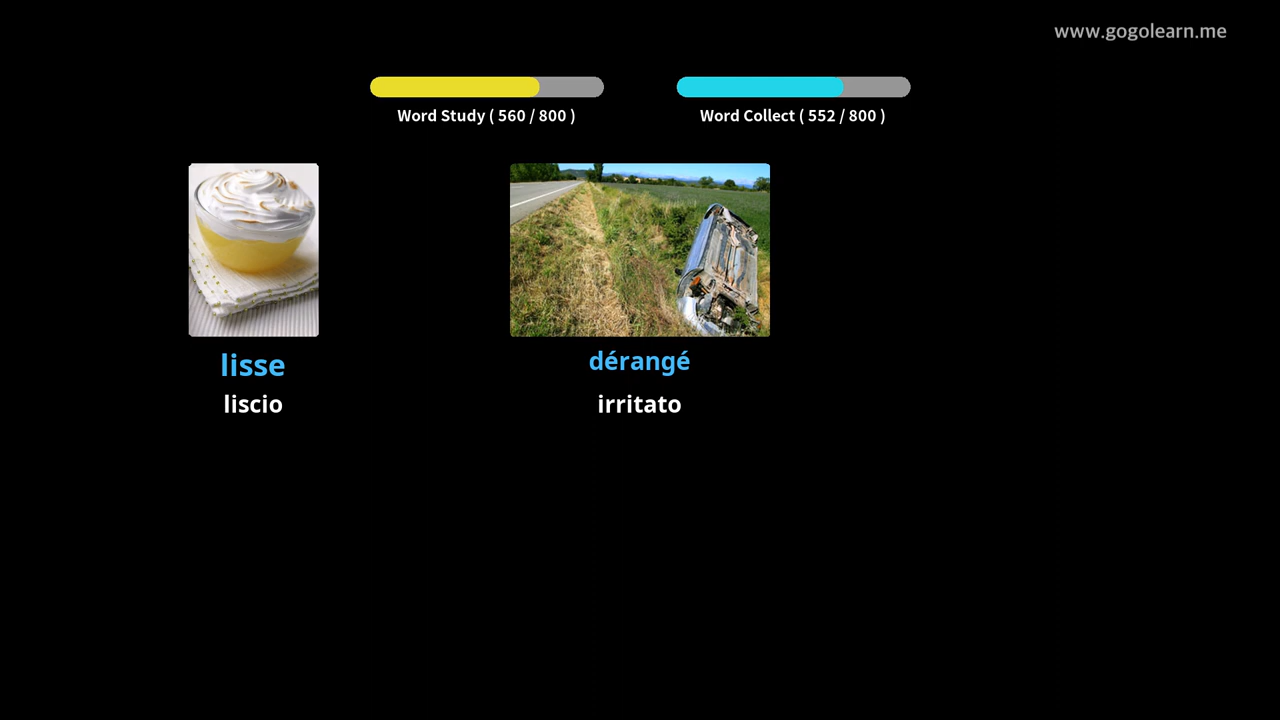 www.gogolearn.me
Word Study ( 560 / 800 )
Word Collect ( 552 / 800 )
lisse
liscio
dérangé
irritato